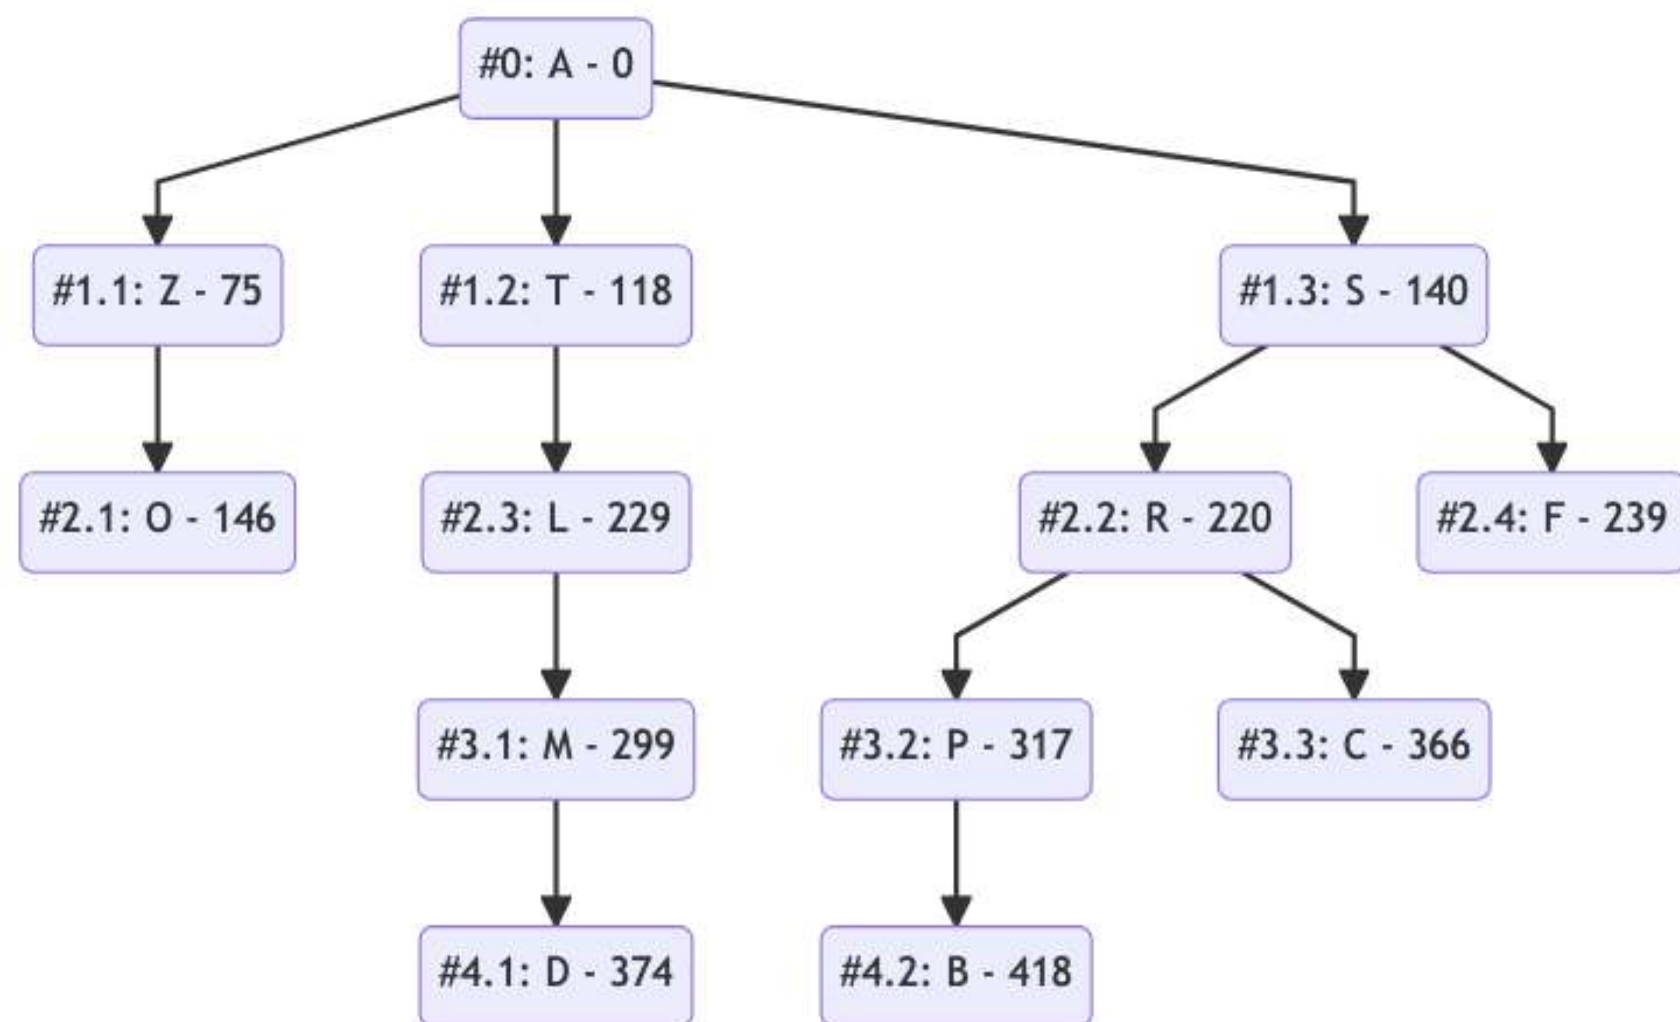 #0: A - 0
#1.1: Z - 75
#1.2: T - 118
#1.3: S - 140
#2.1: O - 146
#2.3: L - 229
#2.2: R - 220
#2.4: F - 239
#3.1: M - 299
#3.2: P - 317
#3.3: C - 366
#4.1: D - 374
#4.2: B - 418